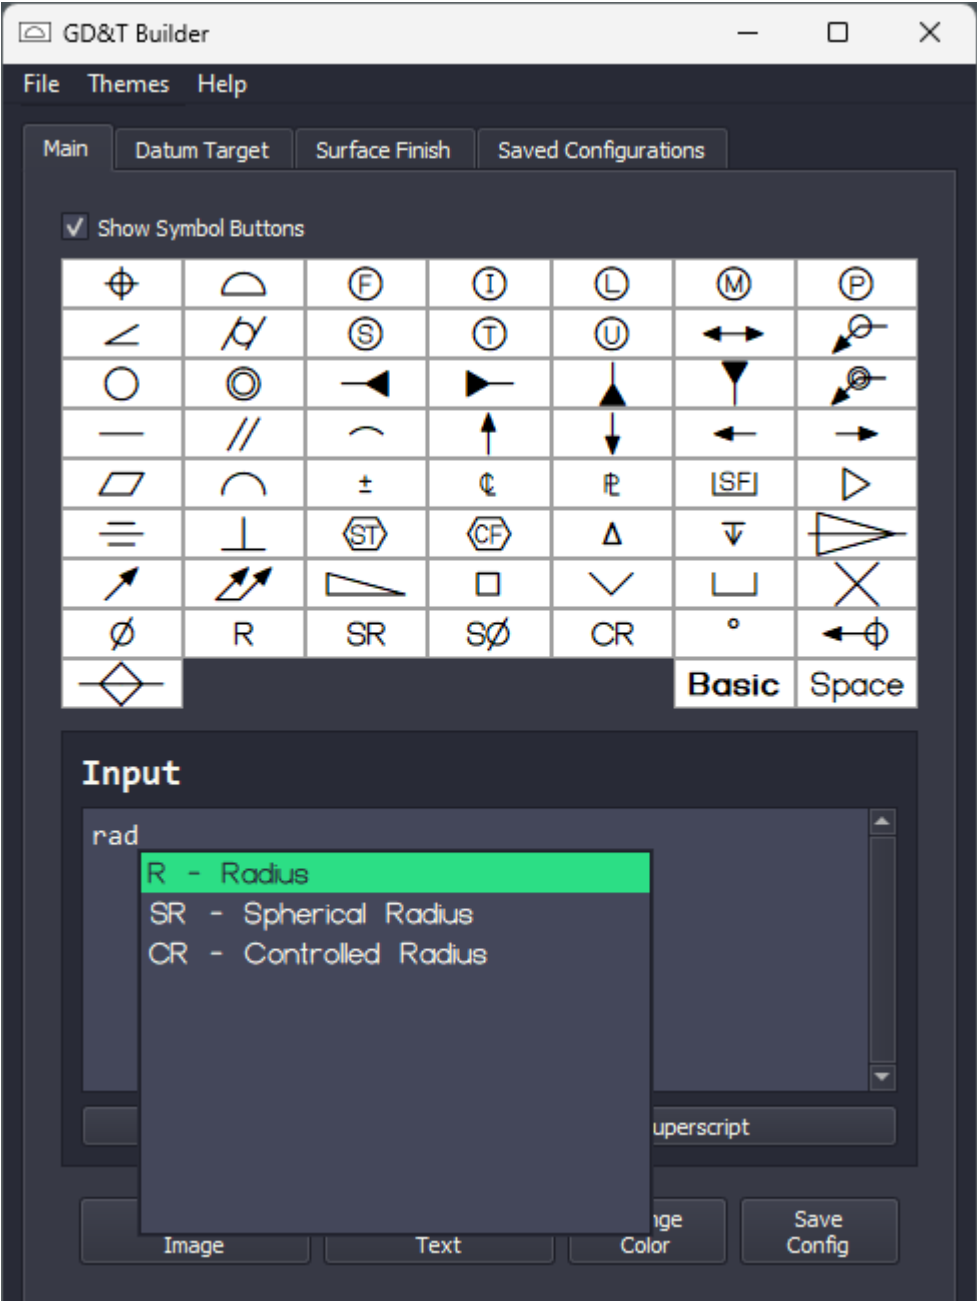 GD&T Builder
File Themes Help
Main Datum Target Surface Finish Saved Configurations
Show Symbol Buttons
F I L M P
S T U
± ℄ SF
ST CF Δ
Ø R SR SØ CR °
Basic Space
Input
rad
R - Radius
SR - Spherical Radius
CR - Controlled Radius
uperscript
nge Save
Image Text Color Config